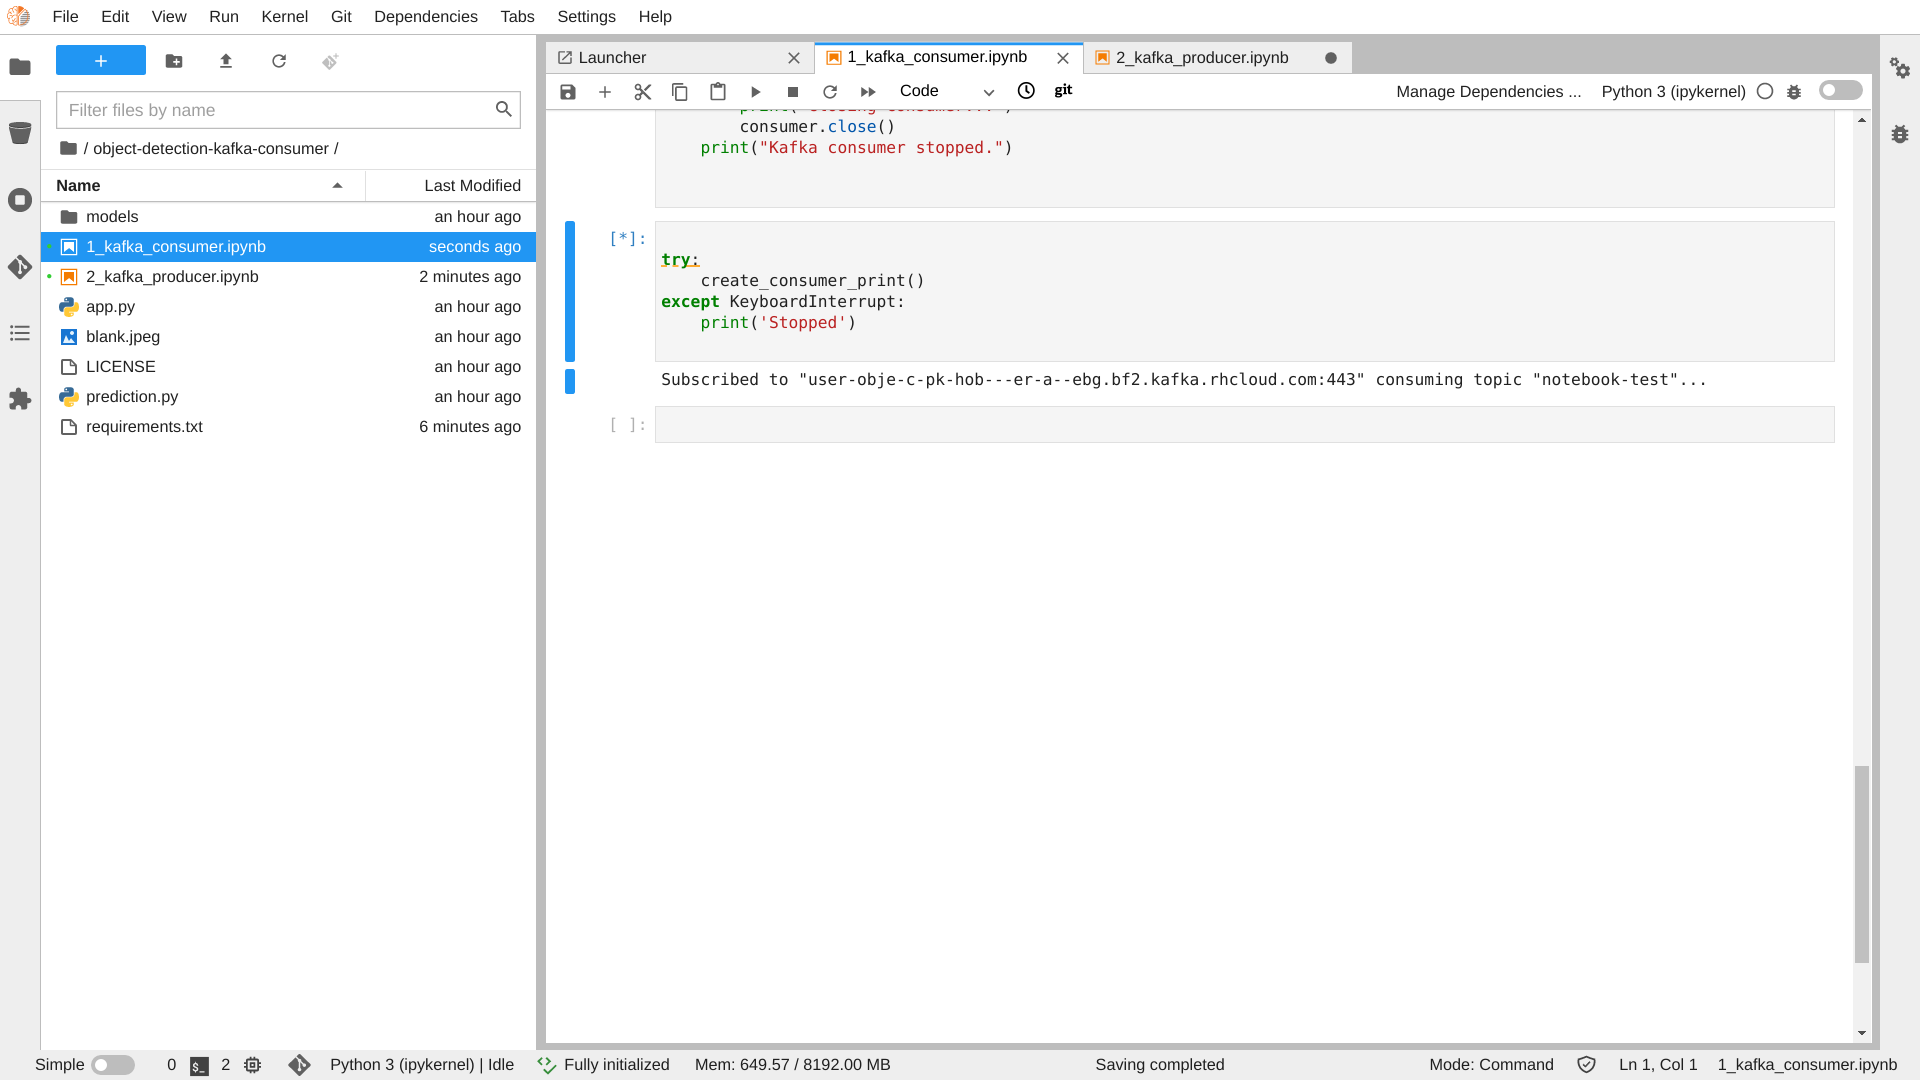 File Edit View Run Kernel Git Dependencies Tabs Settings Help
Filter files by name
/ object-detection-kafka-consumer /
Name Last Modified
models an hour ago
1_kafka_consumer.ipynb seconds ago
2_kafka_producer.ipynb 2 minutes ago
app.py an hour ago
blank.jpeg an hour ago
LICENSE an hour ago
prediction.py an hour ago
requirements.txt 6 minutes ago
Launcher 1_kafka_consumer.ipynb 2_kafka_producer.ipynb
Code git Manage Dependencies ... Python 3 (ipykernel)
consumer.close()
print("Kafka consumer stopped.")
[*]:
try:
create_consumer_print()
except KeyboardInterrupt:
print('Stopped')
Subscribed to "user-obje-c-pk-hob---er-a--ebg.bf2.kafka.rhcloud.com:443" consuming topic "notebook-test"...
[ ]:
Simple 0 $_ 2 Python 3 (ipykernel) | Idle Fully initialized Mem: 649.57 / 8192.00 MB Saving completed Mode: Command Ln 1, Col 1 1_kafka_consumer.ipynb